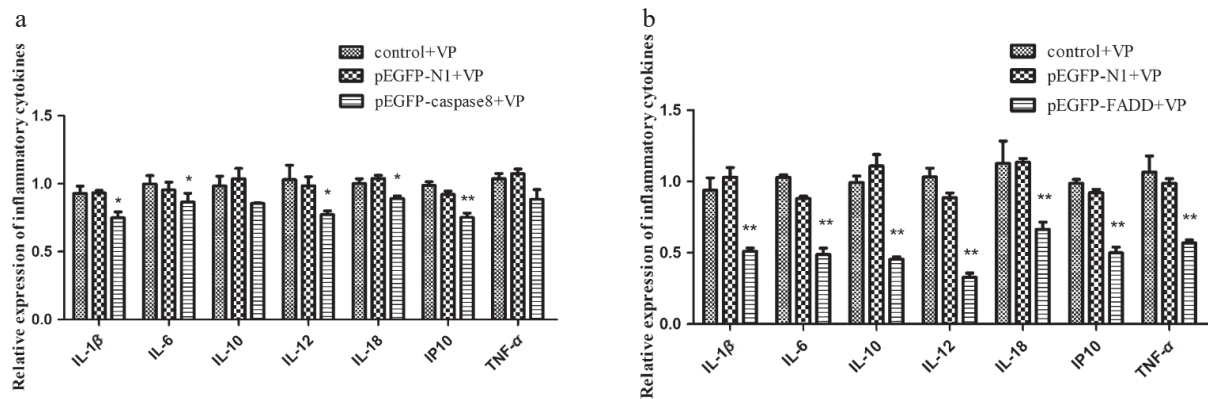 a
Relative expression of inflammatory cytokines
control+VP
pEGFP-N1+VP
pEGFP-caspase8+VP
1.5
1.0
0.5
0.0
* * * * **
IL-1β IL-6 IL-10 IL-12 IL-18 IP10 TNF-α
b
Relative expression of inflammatory cytokines
control+VP
pEGFP-N1+VP
pEGFP-FADD+VP
1.5
1.0
0.5
0.0
** ** ** ** ** ** **
IL-1β IL-6 IL-10 IL-12 IL-18 IP10 TNF-α